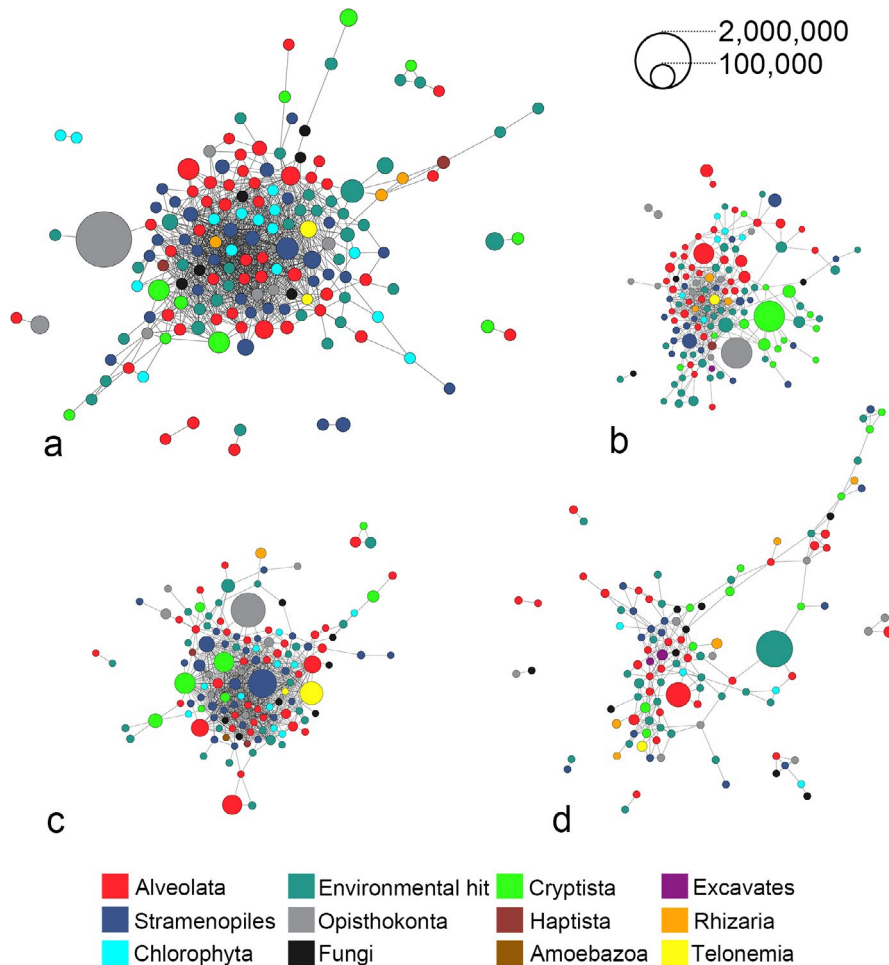 2,000,000
100,000
a
b
c
d
Alveolata
Environmental hit
Cryptista
Excavates
Stramenopiles
Opisthokonta
Haptista
Rhizaria
Chlorophyta
Fungi
Amoebazoa
Telonemia